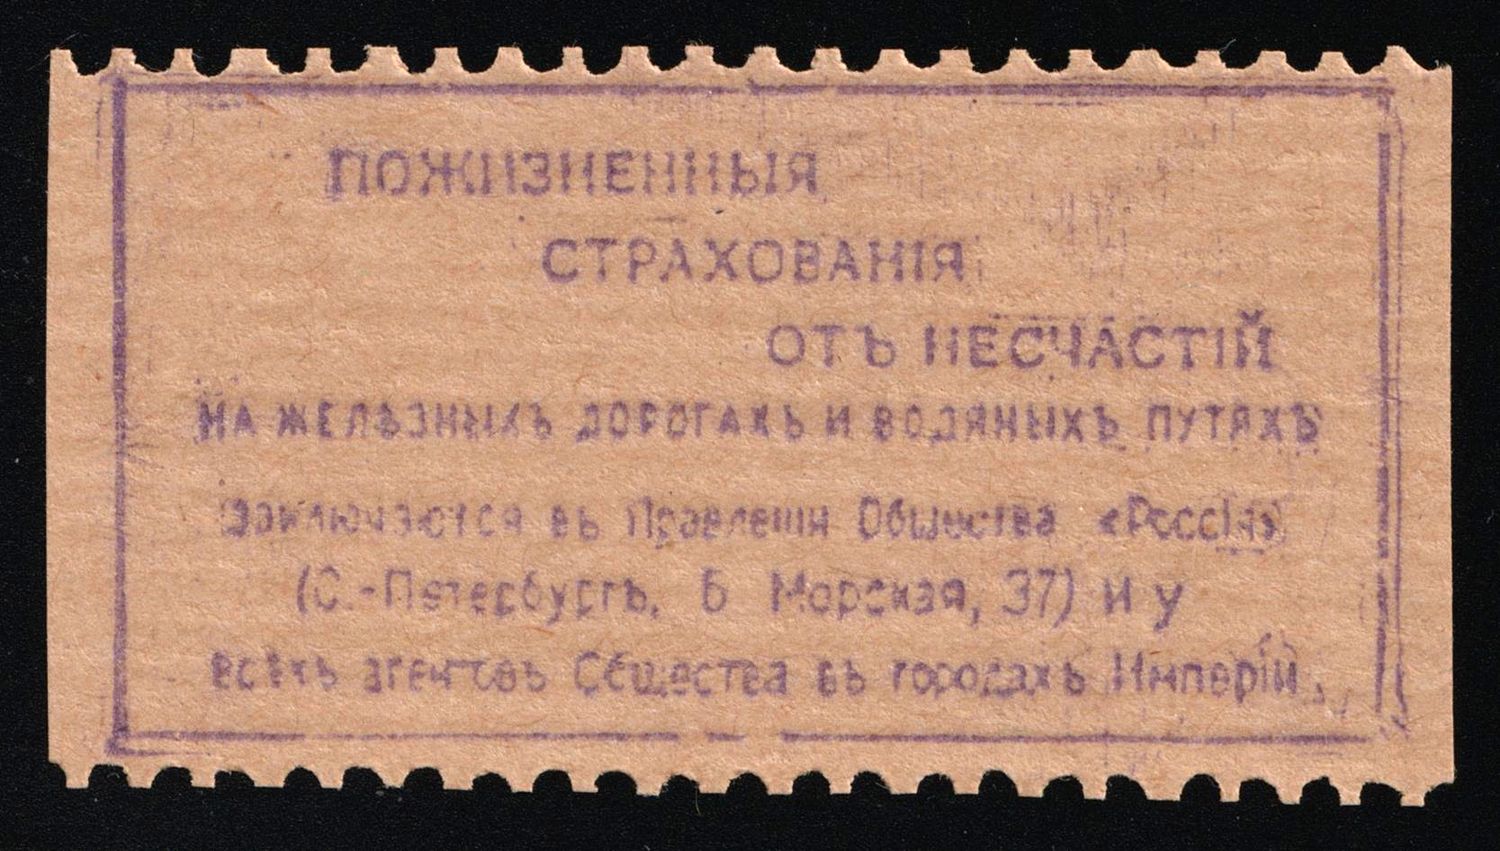 ПОЖИЗНЕННЫЯ
СТРАХОВАНІЯ
ОТЪ НЕСЧАСТІЙ
НА ЖЕЛѢЗНЫХЪ ДОРОГАХЪ И ВОДЯНЫХЪ ПУТЯХЪ
Заключаются въ Правленіи Общества «Россія»
(С.-Петербургъ, Б Морская, 37) и у
всѣхъ агентовъ Общества въ городахъ Имперій.